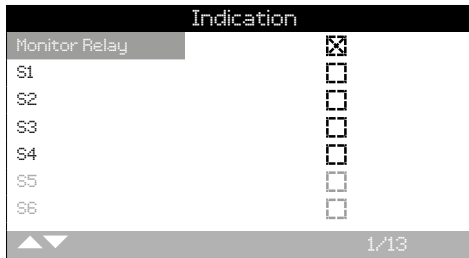 Indication
Monitor Relay
S1
S2
S3
S4
S5
S6
1/13